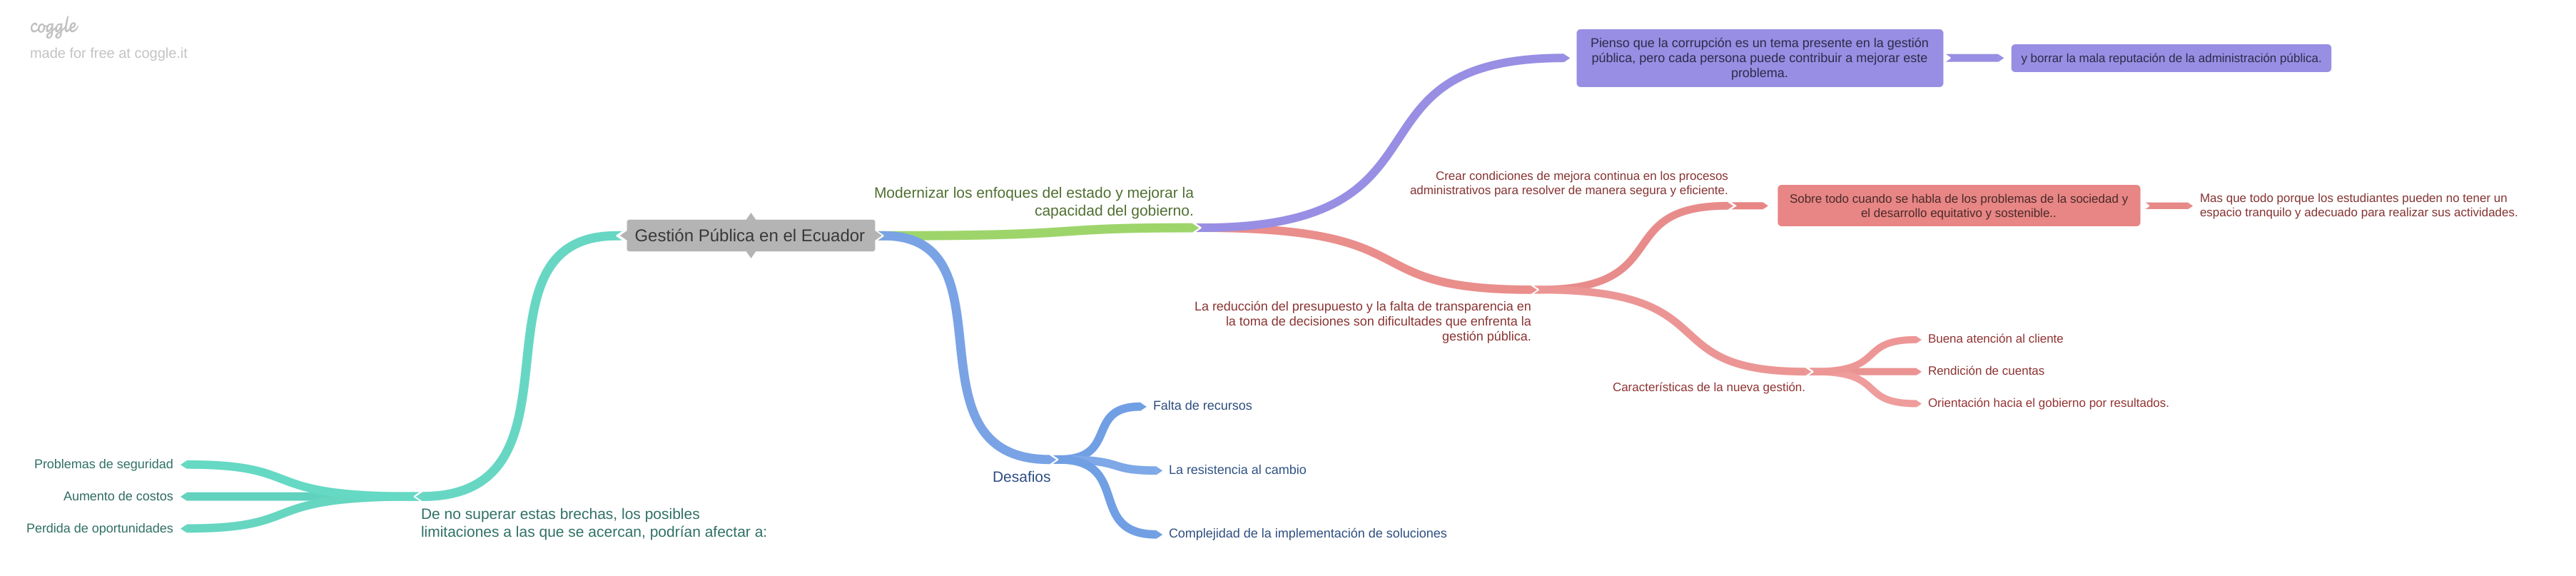 coggle
made for free at coggle.it
Pienso que la corrupción es un tema presente en la gestión
pública, pero cada persona puede contribuir a mejorar este
problema.
y borrar la mala reputación de la administración pública.
Crear condiciones de mejora continua en los procesos
administrativos para resolver de manera segura y eficiente.
Sobre todo cuando se habla de los problemas de la sociedad y
el desarrollo equitativo y sostenible..
Mas que todo porque los estudiantes pueden no tener un
espacio tranquilo y adecuado para realizar sus actividades.
Modernizar los enfoques del estado y mejorar la
capacidad del gobierno.
Gestión Pública en el Ecuador
La reducción del presupuesto y la falta de transparencia en
la toma de decisiones son dificultades que enfrenta la
gestión pública.
Características de la nueva gestión.
Buena atención al cliente
Rendición de cuentas
Orientación hacia el gobierno por resultados.
Desafios
Falta de recursos
La resistencia al cambio
Complejidad de la implementación de soluciones
De no superar estas brechas, los posibles
limitaciones a las que se acercan, podrían afectar a:
Problemas de seguridad
Aumento de costos
Perdida de oportunidades